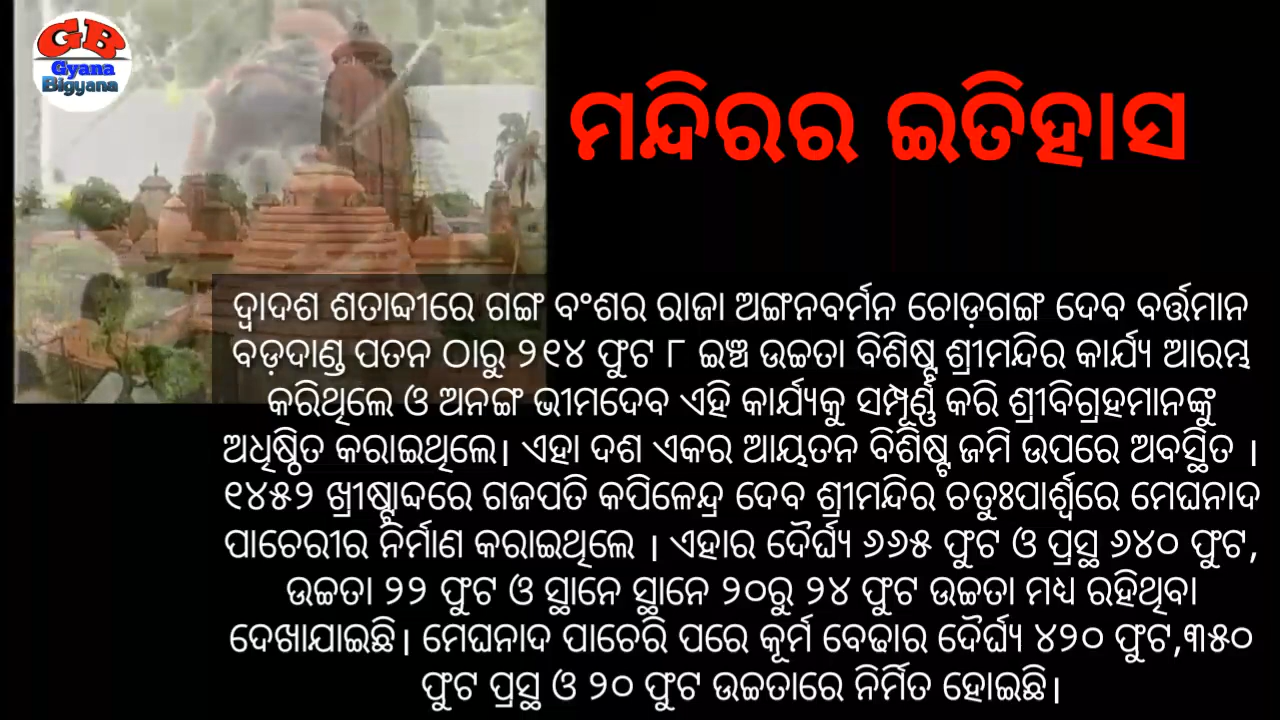 GB
Gyana
Bigyana
ମନ୍ଦିରର ଇତିହାସ
ଦ୍ୱାଦଶ ଶତାବ୍ଦୀରେ ଗଙ୍ଗ ବଂଶର ରାଜା ଅଙ୍ଗନବର୍ମନ ଚୋଡ଼ଗଙ୍ଗ ଦେବ ବର୍ତ୍ତମାନ
ବଡ଼ଦାଣ୍ଡ ପତନ ଠାରୁ ୨୧୪ ଫୁଟ ୮ ଇଞ୍ଚ ଉଚ୍ଚତା ବିଶିଷ୍ଟ ଶ୍ରୀମନ୍ଦିର କାର୍ଯ୍ୟ ଆରମ୍ଭ
କରିଥିଲେ ଓ ଅନଙ୍ଗ ଭୀମଦେବ ଏହି କାର୍ଯ୍ୟକୁ ସମ୍ପୂର୍ଣ୍ଣ କରି ଶ୍ରୀବିଗ୍ରହମାନଙ୍କୁ
ଅଧିଷ୍ଠିତ କରାଇଥିଲେ। ଏହା ଦଶ ଏକର ଆୟତନ ବିଶିଷ୍ଟ ଜମି ଉପରେ ଅବସ୍ଥିତ ।
୧୪୫୨ ଖ୍ରୀଷ୍ଟାବ୍ଦରେ ଗଜପତି କପିଳେନ୍ଦ୍ର ଦେବ ଶ୍ରୀମନ୍ଦିର ଚତୁଃପାର୍ଶ୍ୱରେ ମେଘନାଦ
ପାଚେରୀର ନିର୍ମାଣ କରାଇଥିଲେ । ଏହାର ଦୈର୍ଘ୍ୟ ୬୬୫ ଫୁଟ ଓ ପ୍ରସ୍ଥ ୬୪୦ ଫୁଟ,
ଉଚ୍ଚତା ୨୨ ଫୁଟ ଓ ସ୍ଥାନେ ସ୍ଥାନେ ୨୦ରୁ ୨୪ ଫୁଟ ଉଚ୍ଚତା ମଧ୍ୟ ରହିଥିବା
ଦେଖାଯାଇଛି। ମେଘନାଦ ପାଚେରି ପରେ କୂର୍ମ ବେଢାର ଦୈର୍ଘ୍ୟ ୪୨୦ ଫୁଟ,୩୫୦
ଫୁଟ ପ୍ରସ୍ଥ ଓ ୨୦ ଫୁଟ ଉଚ୍ଚତାରେ ନିର୍ମିତ ହୋଇଛି।